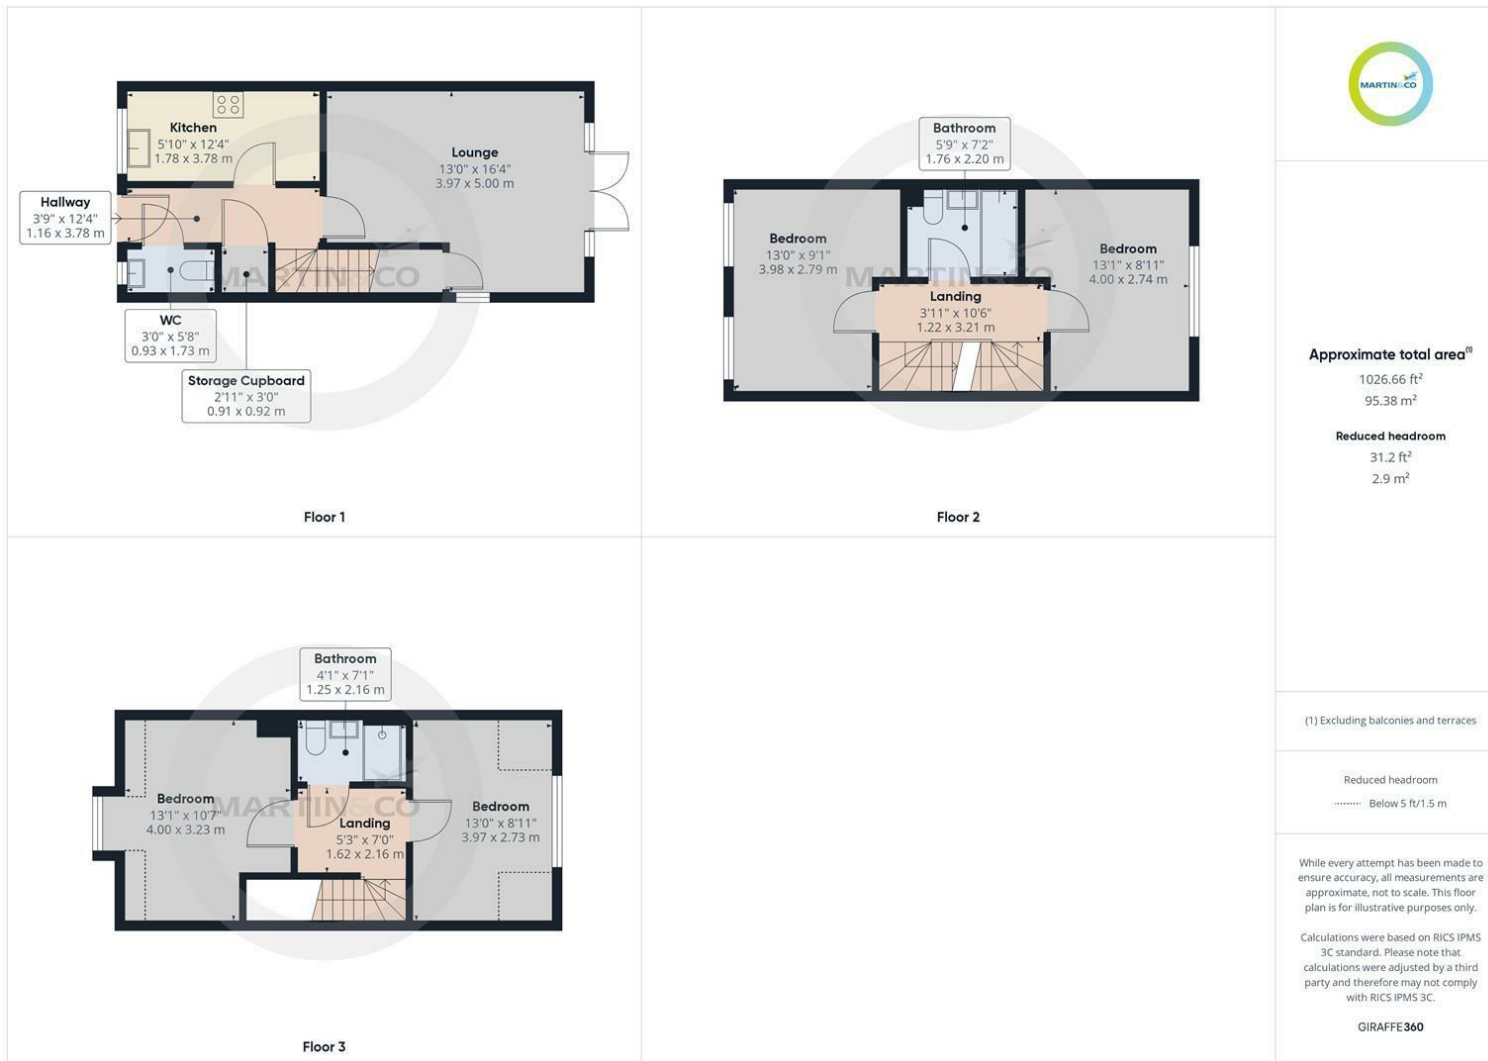 Kitchen
5'10" x 12'4"
1.78 x 3.78 m
Lounge
13'0" x 16'4"
3.97 x 5.00 m
Hallway
3'9" x 12'4"
1.16 x 3.78 m
WC
3'0" x 5'8"
0.93 x 1.73 m
Storage Cupboard
2'11" x 3'0"
0.91 x 0.92 m
MARTIN&CO
Floor 1
Bathroom
5'9" x 7'2"
1.76 x 2.20 m
Bedroom
13'0" x 9'1"
3.98 x 2.79 m
Bedroom
13'1" x 8'11"
4.00 x 2.74 m
Landing
3'11" x 10'6"
1.22 x 3.21 m
MARTIN&CO
Floor 2
Bathroom
4'1" x 7'1"
1.25 x 2.16 m
Bedroom
13'1" x 10'7"
4.00 x 3.23 m
Landing
5'3" x 7'0"
1.62 x 2.16 m
Bedroom
13'0" x 8'11"
3.97 x 2.73 m
MARTIN&CO
Floor 3
MARTIN&CO
Approximate total area(1)
1026.66 ft²
95.38 m²
Reduced headroom
31.2 ft²
2.9 m²
(1) Excluding balconies and terraces
Reduced headroom
Below 5 ft/1.5 m
While every attempt has been made to
ensure accuracy, all measurements are
approximate, not to scale. This floor
plan is for illustrative purposes only.
Calculations were based on RICS IPMS
3C standard. Please note that
calculations were adjusted by a third
party and therefore may not comply
with RICS IPMS 3C.
GIRAFFE360